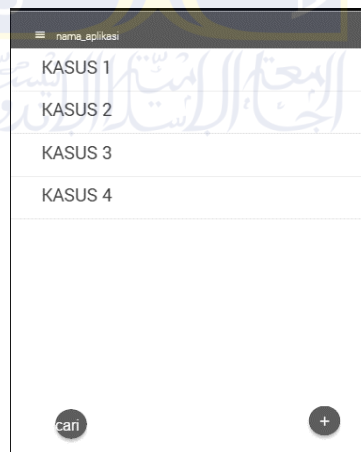 nama_aplikasi
KASUS 1
KASUS 2
KASUS 3
KASUS 4
cari
+